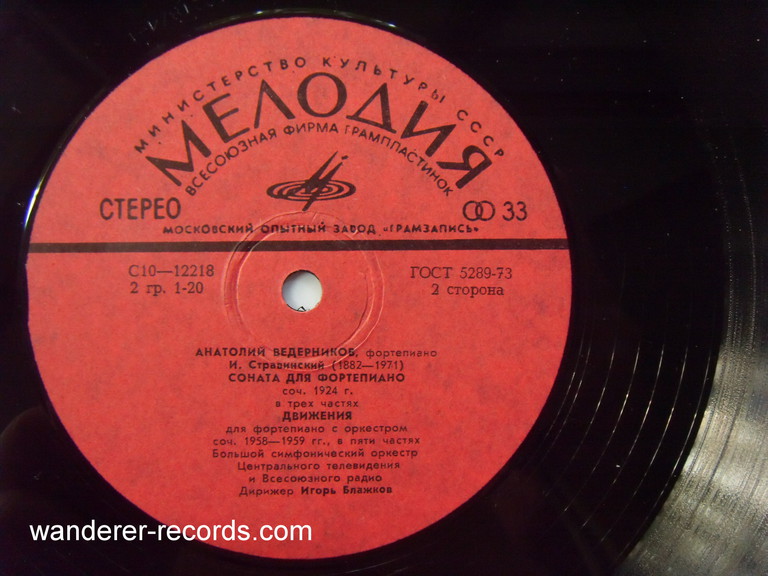 МИНИСТЕРСТВО КУЛЬТУРЫ СССР
МЕЛОДИЯ
ВСЕСОЮЗНАЯ ФИРМА ГРАМПЛАСТИНОК
СТЕРЕО
33
МОСКОВСКИЙ ОПЫТНЫЙ ЗАВОД «ГРАМЗАПИСЬ»
С10—12218
ГОСТ 5289-73
2 гр. 1-20
2 сторона
АНАТОЛИЙ ВЕДЕРНИКОВ, фортепиано
И. Стравинский (1882—1971)
СОНАТА ДЛЯ ФОРТЕПИАНО
соч. 1924 г.
в трех частях
ДВИЖЕНИЯ
для фортепиано с оркестром
соч. 1958—1959 гг., в пяти частях
Большой симфонический оркестр
Центрального телевидения
и Всесоюзного радио
Дирижер Игорь Блажков
wanderer-records.com